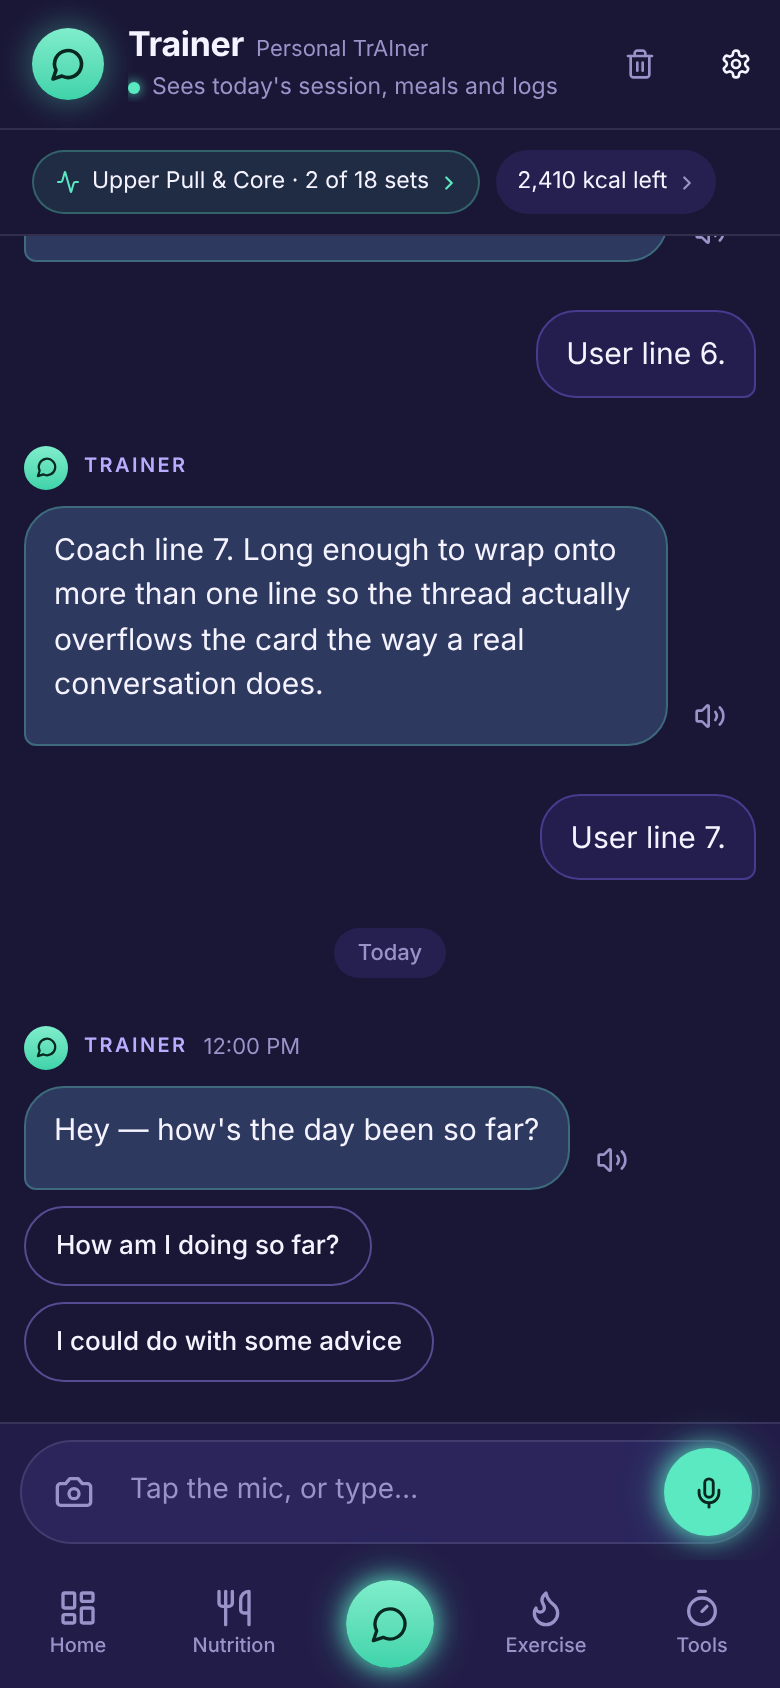 Trainer Personal TrAIner
Sees today's session, meals and logs
Upper Pull & Core · 2 of 18 sets
2,410 kcal left
User line 6.
TRAINER
Coach line 7. Long enough to wrap onto
more than one line so the thread actually
overflows the card the way a real
conversation does.
User line 7.
Today
TRAINER 12:00 PM
Hey — how's the day been so far?
How am I doing so far?
I could do with some advice
Tap the mic, or type...
Home
Nutrition
Exercise
Tools